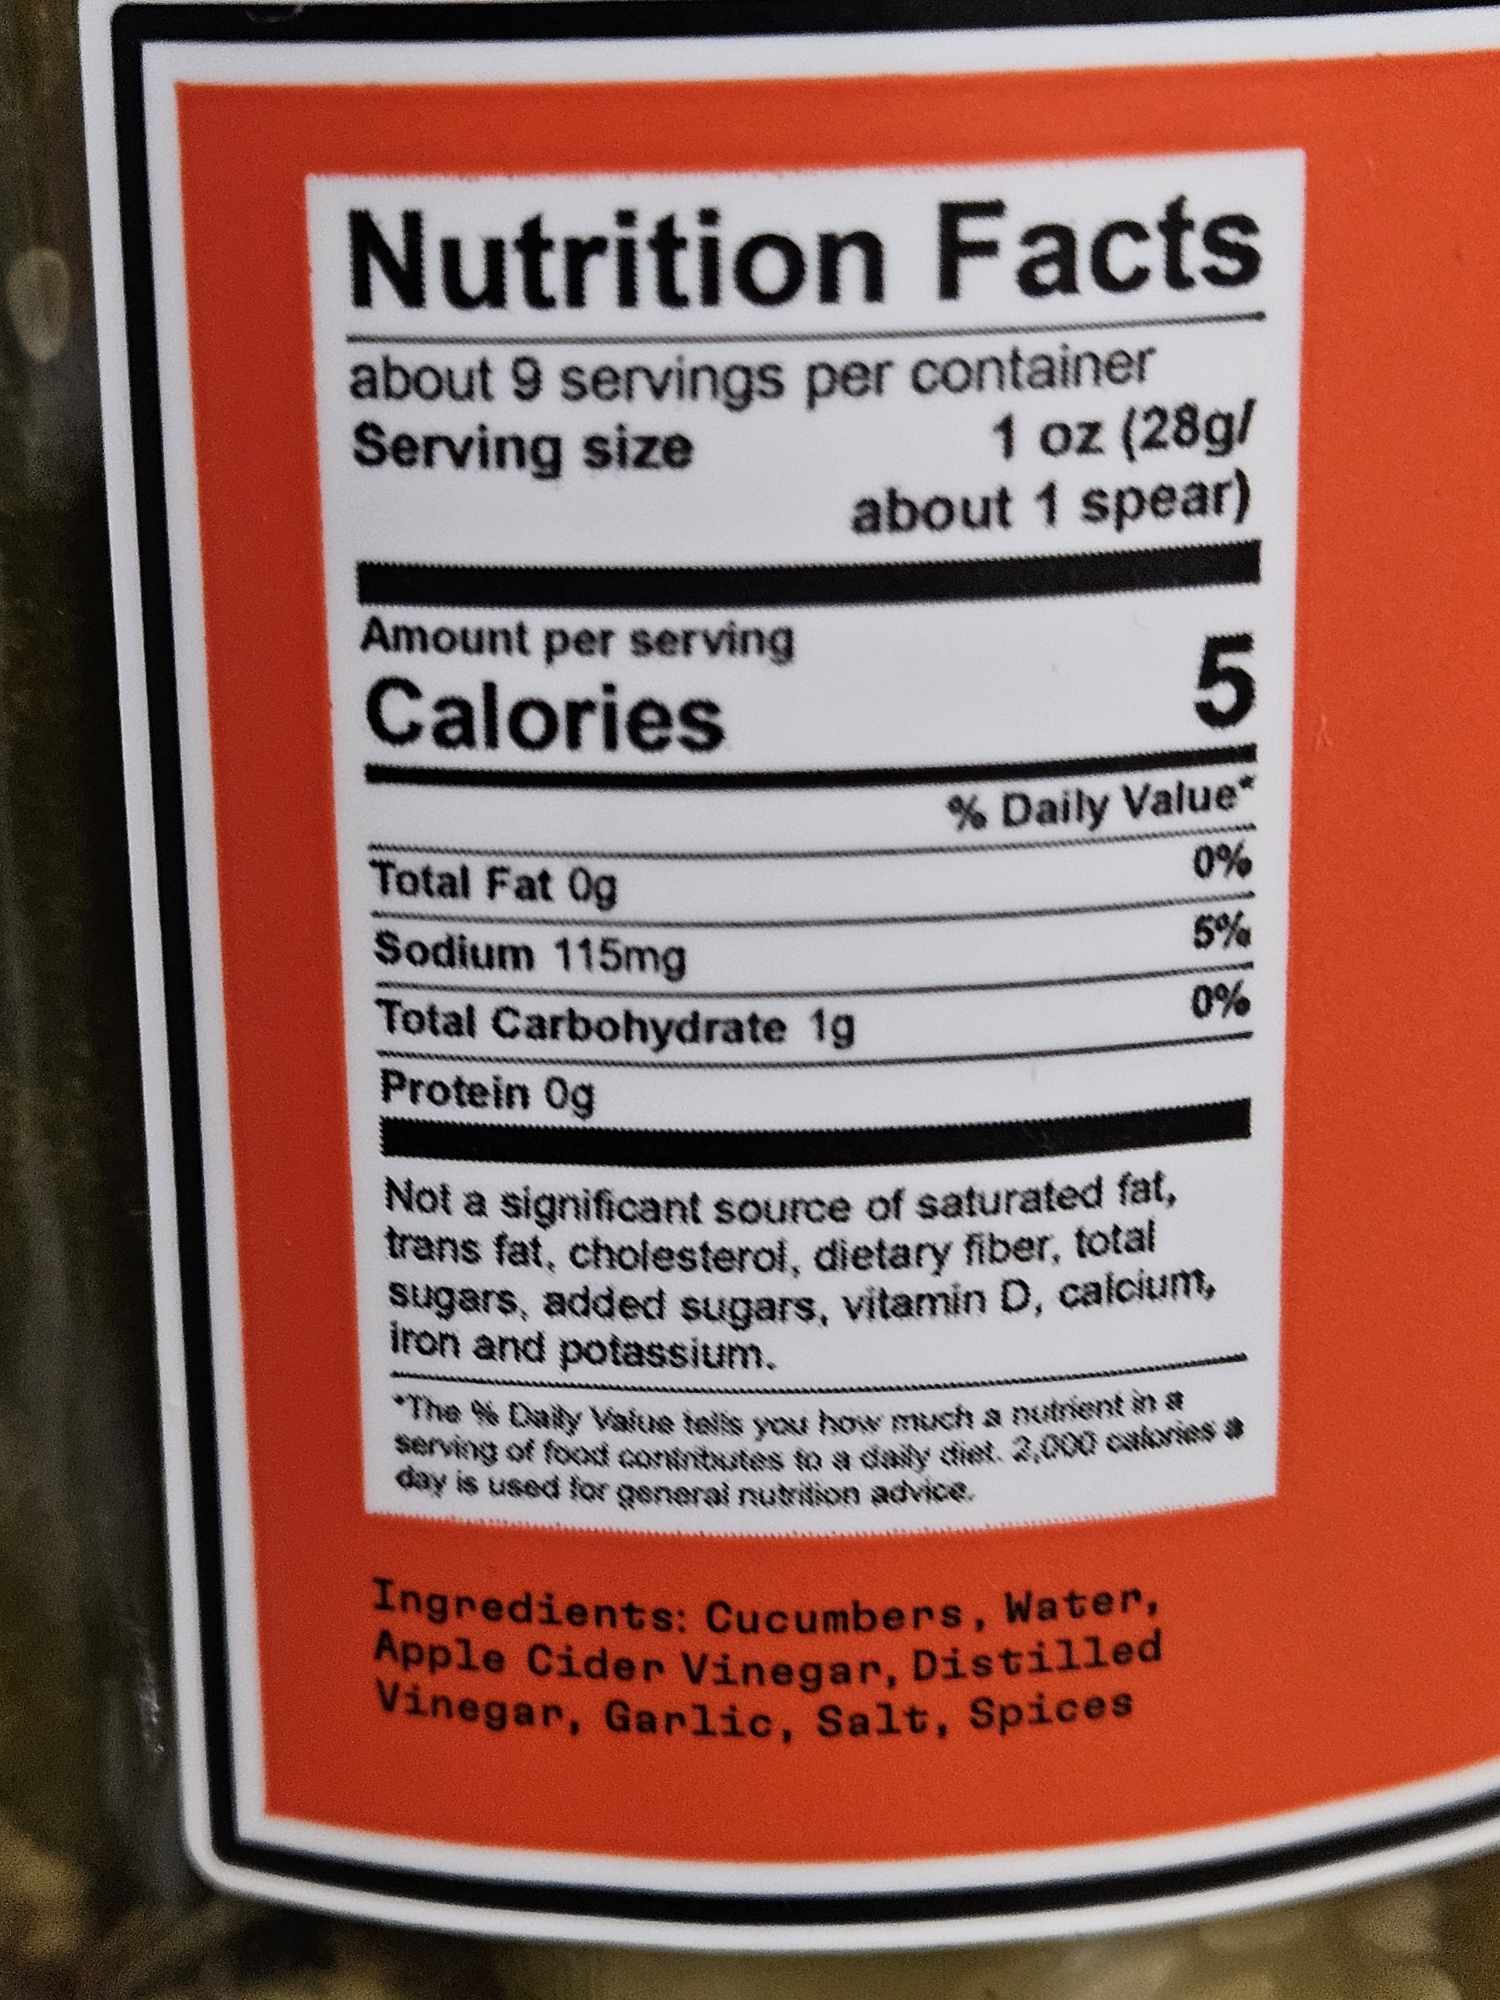 Nutrition Facts
about 9 servings per container
Serving size 1 oz (28g/
about 1 spear)
Amount per serving
Calories 5
% Daily Value*
Total Fat 0g 0%
Sodium 115mg 5%
Total Carbohydrate 1g 0%
Protein 0g
Not a significant source of saturated fat,
trans fat, cholesterol, dietary fiber, total
sugars, added sugars, vitamin D, calcium,
iron and potassium.
*The % Daily Value tells you how much a nutrient in a
serving of food contributes to a daily diet. 2,000 calories a
day is used for general nutrition advice.
Ingredients: Cucumbers, Water,
Apple Cider Vinegar, Distilled
Vinegar, Garlic, Salt, Spices